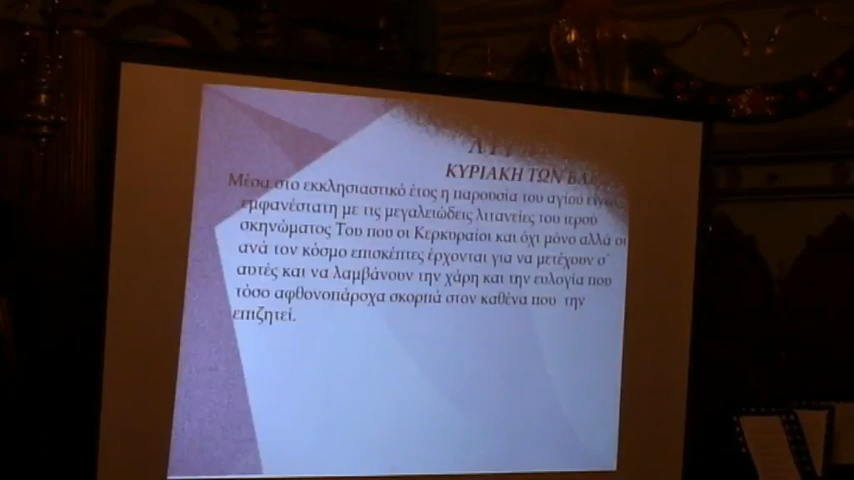 ΚΥΡΙΑΚΗ ΤΩΝ
Μέσα στο εκκλησιαστικό έτος η παρουσία του αγίου είναι
εμφανέστατη με τις μεγαλειώδεις λιτανείες του ιερού
σκηνώματος Του που οι Κερκυραίοι και όχι μόνο αλλά οι
ανά τον κόσμο επισκέπτες έρχονται για να μετέχουν σ΄
αυτές και να λαμβάνουν την χάρη και την ευλογία που
τόσο αφθονοπάροχα σκορπά στον καθένα που την
επιζητεί.